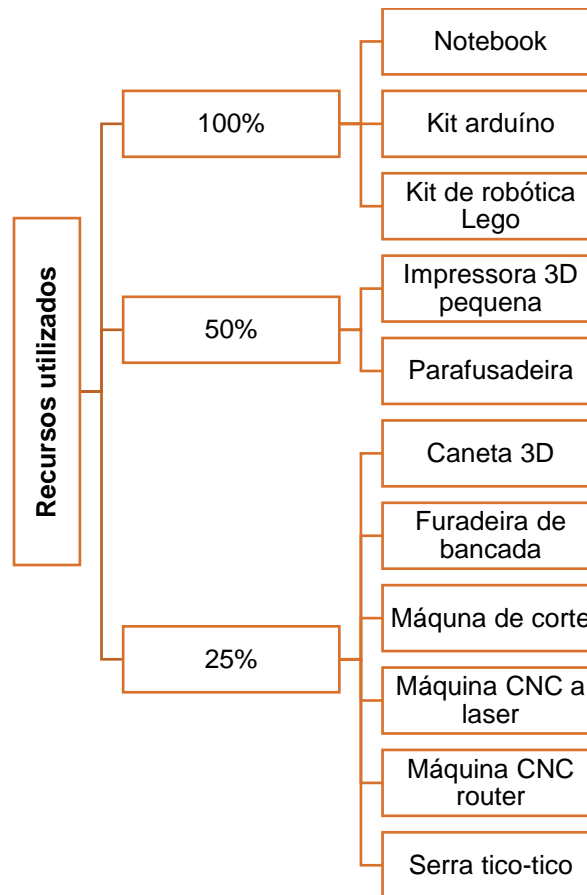 Recursos utilizados
100%
Notebook
Kit arduíno
Kit de robótica
Lego
50%
Impressora 3D
pequena
Parafusadeira
25%
Caneta 3D
Furadeira de
bancada
Máquna de corte
Máquina CNC a
laser
Máquina CNC
router
Serra tico-tico